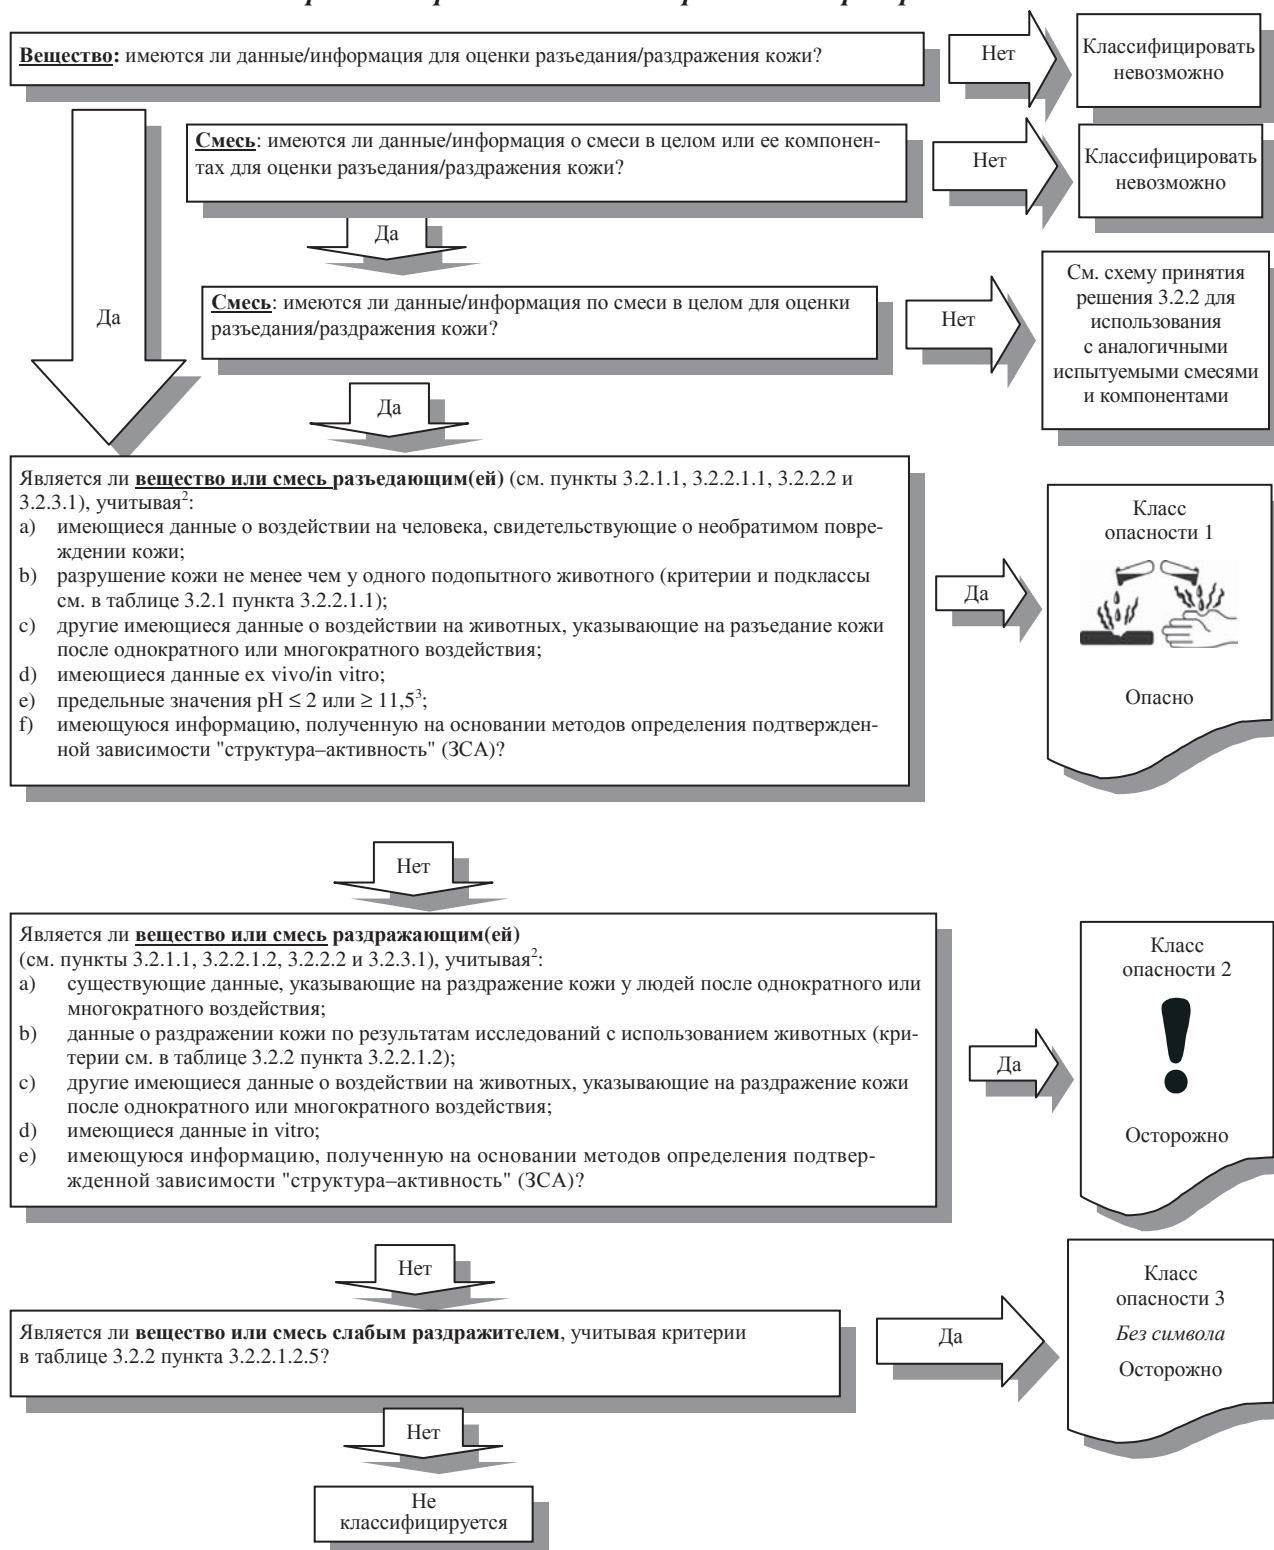 Вещество: имеются ли данные/информация для оценки разъедания/раздражения кожи?
Нет
Классифицировать
невозможно
Смесь: имеются ли данные/информация о смеси в целом или ее компонен-
тах для оценки разъедания/раздражения кожи?
Нет
Классифицировать
невозможно
Да
Да
Смесь: имеются ли данные/информация по смеси в целом для оценки
разъедания/раздражения кожи?
Нет
См. схему принятия
решения 3.2.2 для
использования
с аналогичными
испытуемыми смесями
и компонентами
Да
Является ли вещество или смесь разъедающим(ей) (см. пункты 3.2.1.1, 3.2.2.1.1, 3.2.2.2 и
3.2.3.1), учитывая2:
a) имеющиеся данные о воздействии на человека, свидетельствующие о необратимом повре-
ждении кожи;
b) разрушение кожи не менее чем у одного подопытного животного (критерии и подклассы
см. в таблице 3.2.1 пункта 3.2.2.1.1);
c) другие имеющиеся данные о воздействии на животных, указывающие на разъедание кожи
после однократного или многократного воздействия;
d) имеющиеся данные ex vivo/in vitro;
e) предельные значения pH ≤ 2 или ≥ 11,53;
f) имеющуюся информацию, полученную на основании методов определения подтвержден-
ной зависимости "структура–активность" (ЗСА)?
Да
Класс
опасности 1
Опасно
Нет
Является ли вещество или смесь раздражающим(ей)
(см. пункты 3.2.1.1, 3.2.2.1.2, 3.2.2.2 и 3.2.3.1), учитывая2:
a) существующие данные, указывающие на раздражение кожи у людей после однократного или
многократного воздействия;
b) данные о раздражении кожи по результатам исследований с использованием животных (кри-
терии см. в таблице 3.2.2 пункта 3.2.2.1.2);
c) другие имеющиеся данные о воздействии на животных, указывающие на раздражение кожи
после однократного или многократного воздействия;
d) имеющиеся данные in vitro;
e) имеющуюся информацию, полученную на основании методов определения подтвер-
жденной зависимости "структура–активность" (ЗСА)?
Да
Класс
опасности 2
Осторожно
Нет
Является ли вещество или смесь слабым раздражителем, учитывая критерии
в таблице 3.2.2 пункта 3.2.2.1.2.5?
Да
Класс
опасности 3
Без символа
Осторожно
Нет
Не
классифицируется